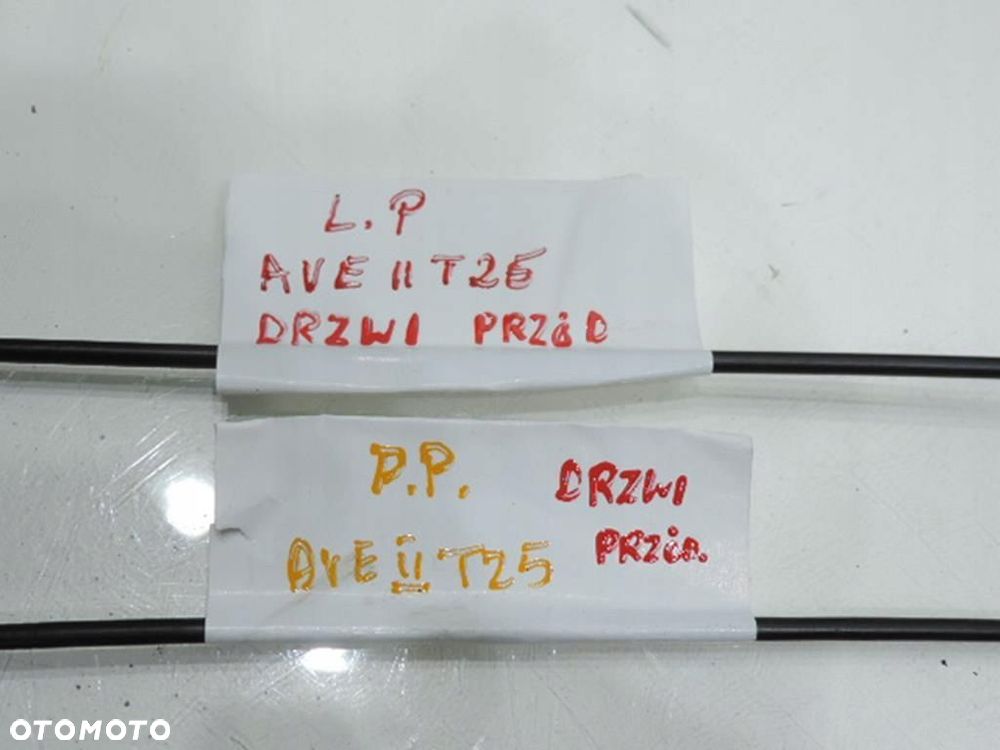 L.P
AVE II T25
DRZWI PRZÓD
P.P.
AVE II T25
DRZWI
PRZÓD.
OTOMOTO